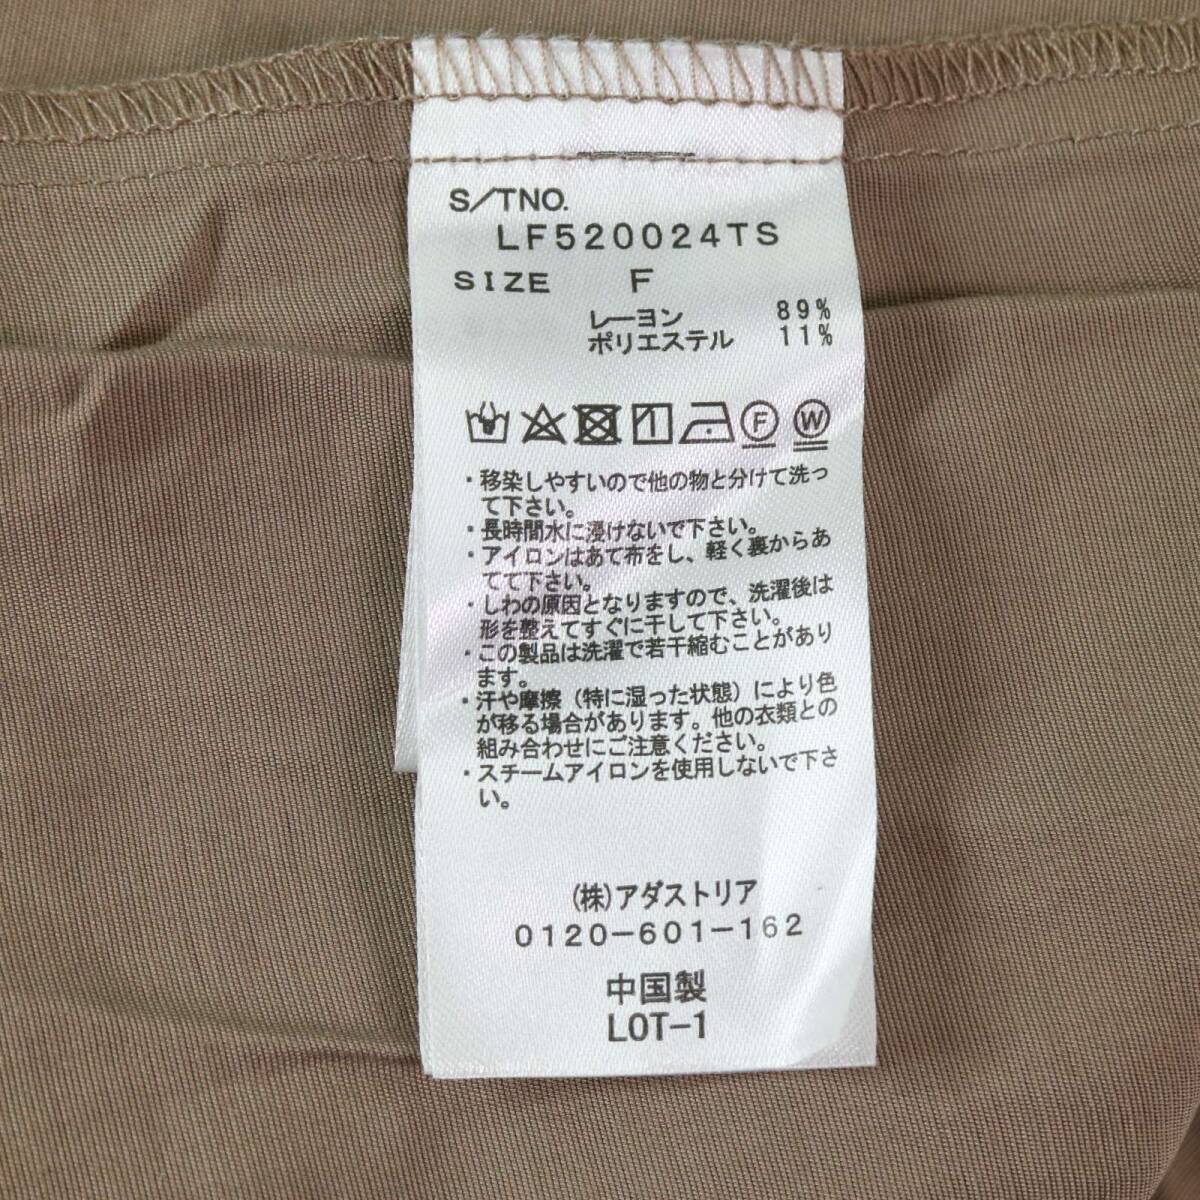 S/TNO.
LF520024TS
SIZE F
レーヨン 89%
ポリエステル 11%
F W
・移染しやすいので他の物と分けて洗っ
て下さい。
・長時間水に浸けないで下さい。
・アイロンはあて布をし、軽く裏からあ
てて下さい。
・しわの原因となりますので、洗濯後は
形を整えてすぐに干して下さい。
・この製品は洗濯で若干縮むことがあり
ます。
・汗や摩擦（特に湿った状態）により色
が移る場合があります。他の衣類との
組み合わせにご注意ください。
・スチームアイロンを使用しないで下さ
い。
(株)アダストリア
0120-601-162
中国製
LOT-1